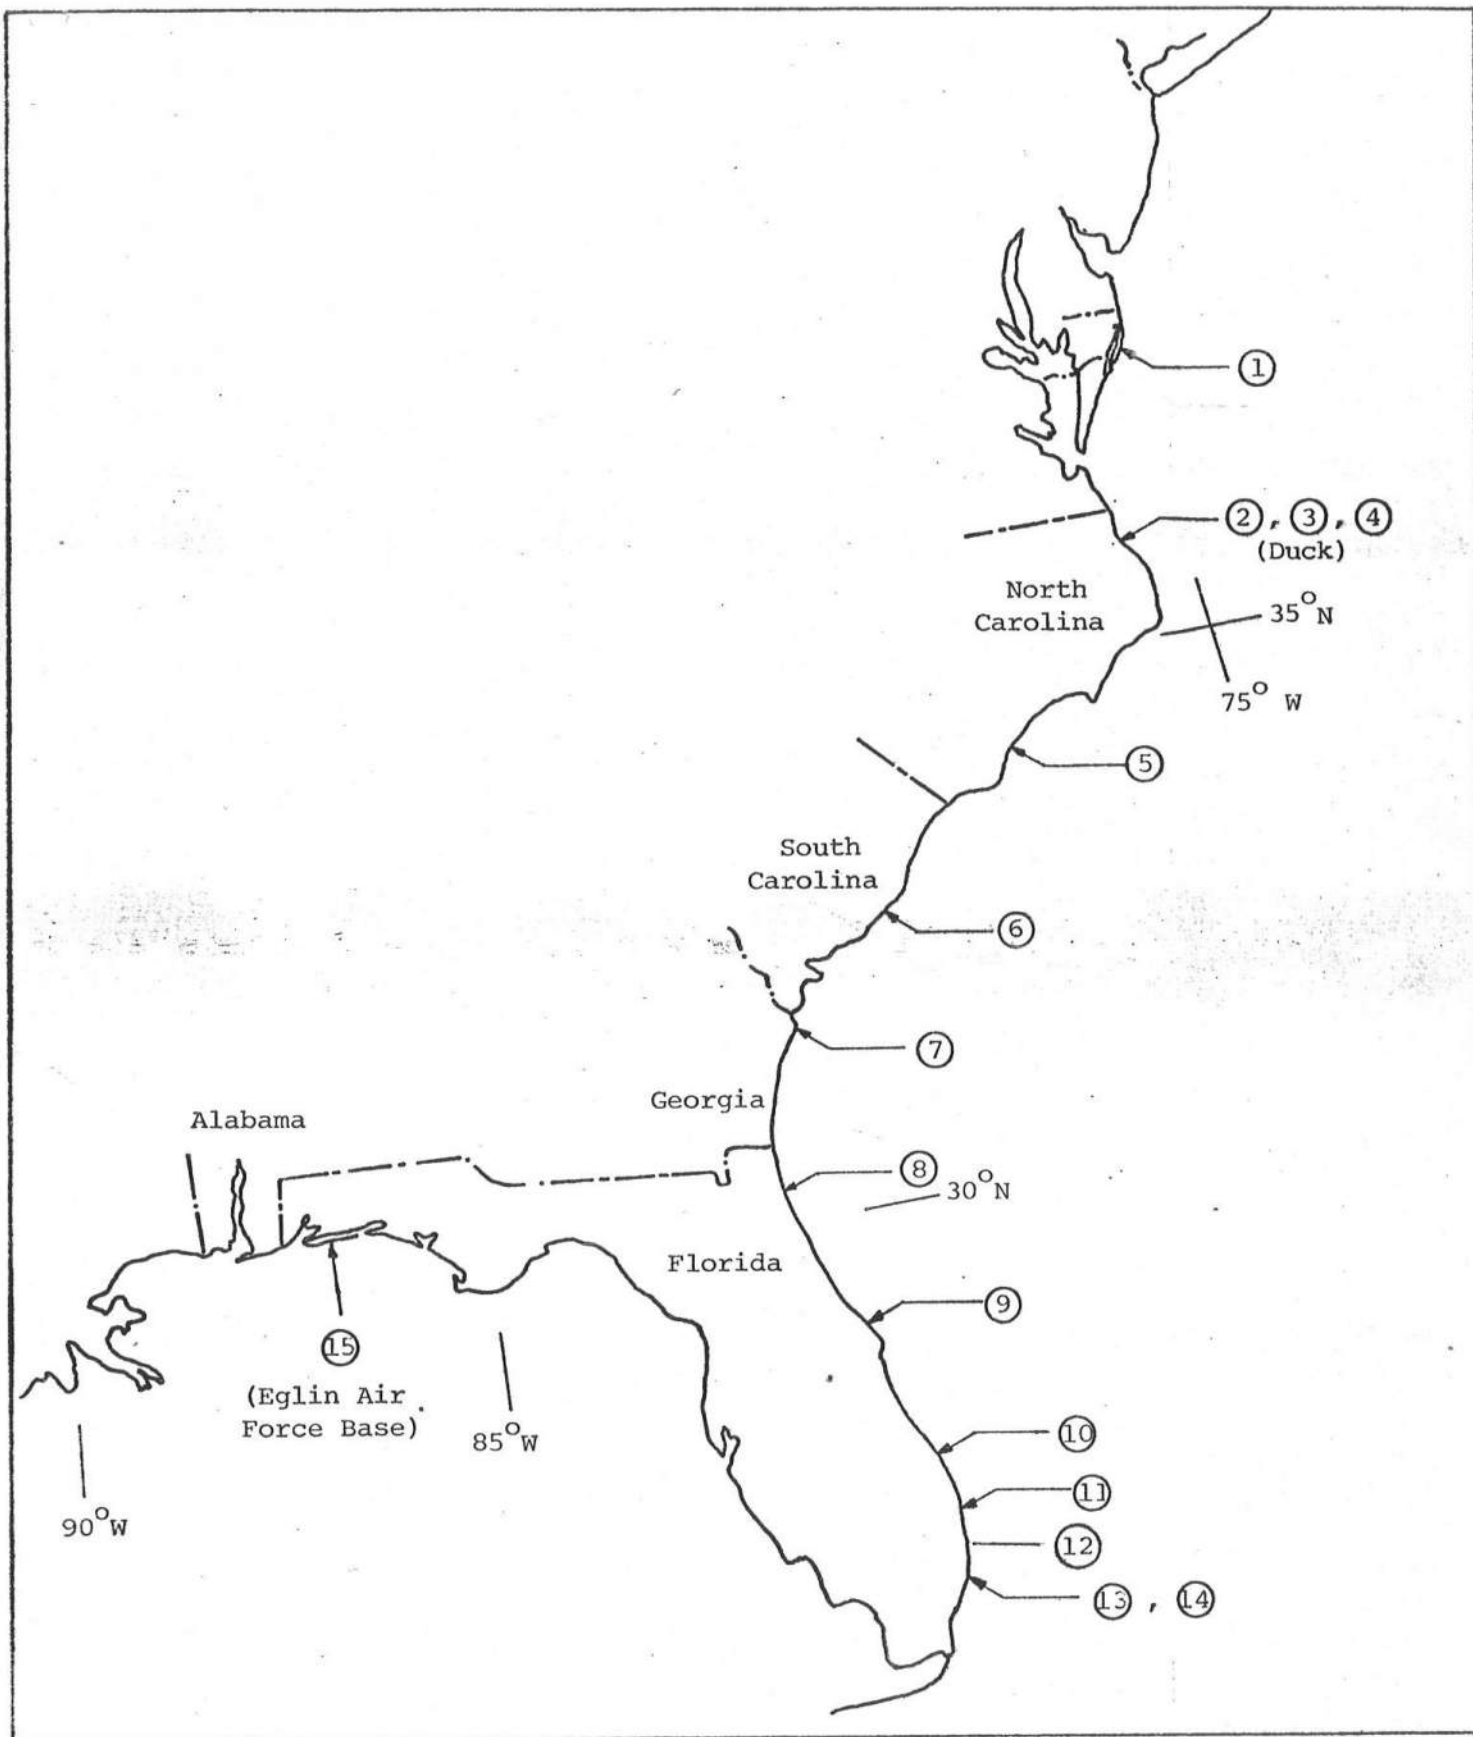 ①
②, ③, ④
(Duck)
North
Carolina
35°N
75° W
⑤
South
Carolina
⑥
⑦
Georgia
Alabama
⑧
30°N
Florida
⑨
⑮
(Eglin Air
Force Base)
85°W
⑩
⑪
90°W
⑫
⑬ , ⑭